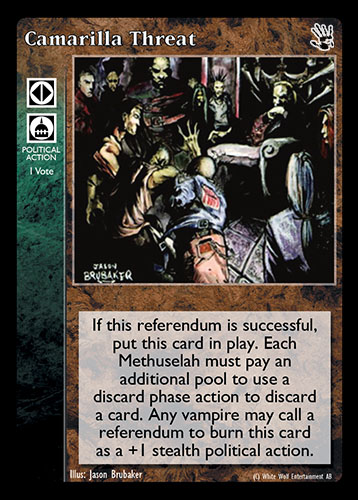 Camarilla Threat
POLITICAL
ACTION
1 Vote
JASON
BRUBAKER
If this referendum is successful,
put this card in play. Each
Methuselah must pay an
additional pool to use a
discard phase action to discard
a card. Any vampire may call a
referendum to burn this card
as a +1 stealth political action.
Illus: Jason Brubaker
(C) White Wolf Entertainment AB